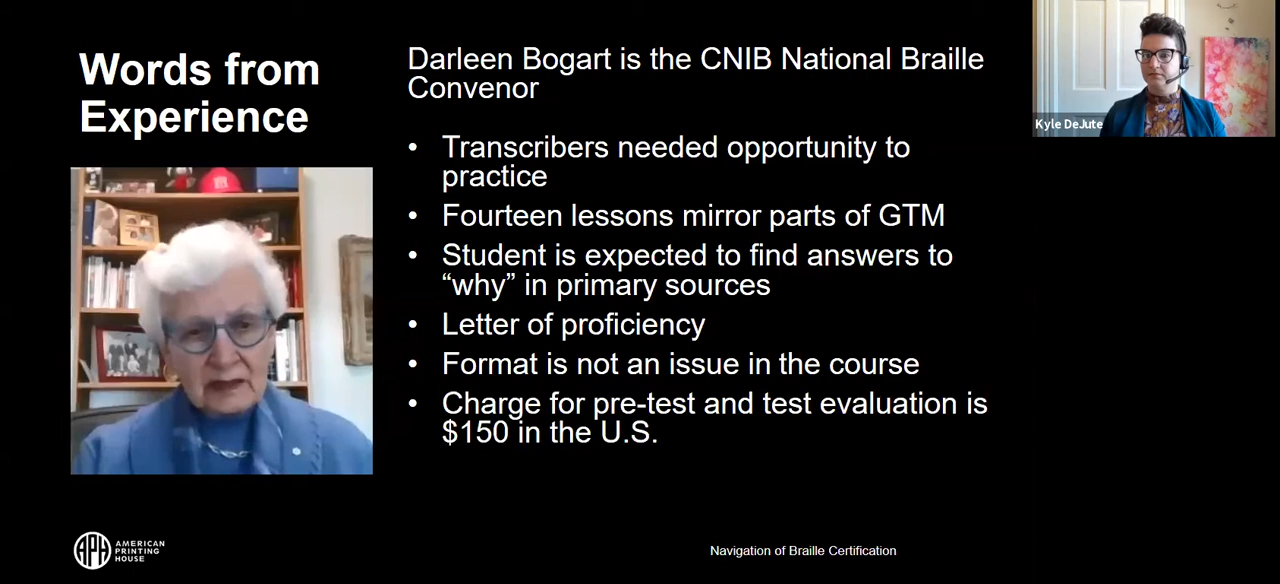 Words from
Experience
Darleen Bogart is the CNIB National Braille
Convenor
• Transcribers needed opportunity to
practice
• Fourteen lessons mirror parts of GTM
• Student is expected to find answers to
“why” in primary sources
• Letter of proficiency
• Format is not an issue in the course
• Charge for pre-test and test evaluation is
$150 in the U.S.
Kyle DeJute
APH
AMERICAN
PRINTING
HOUSE
Navigation of Braille Certification